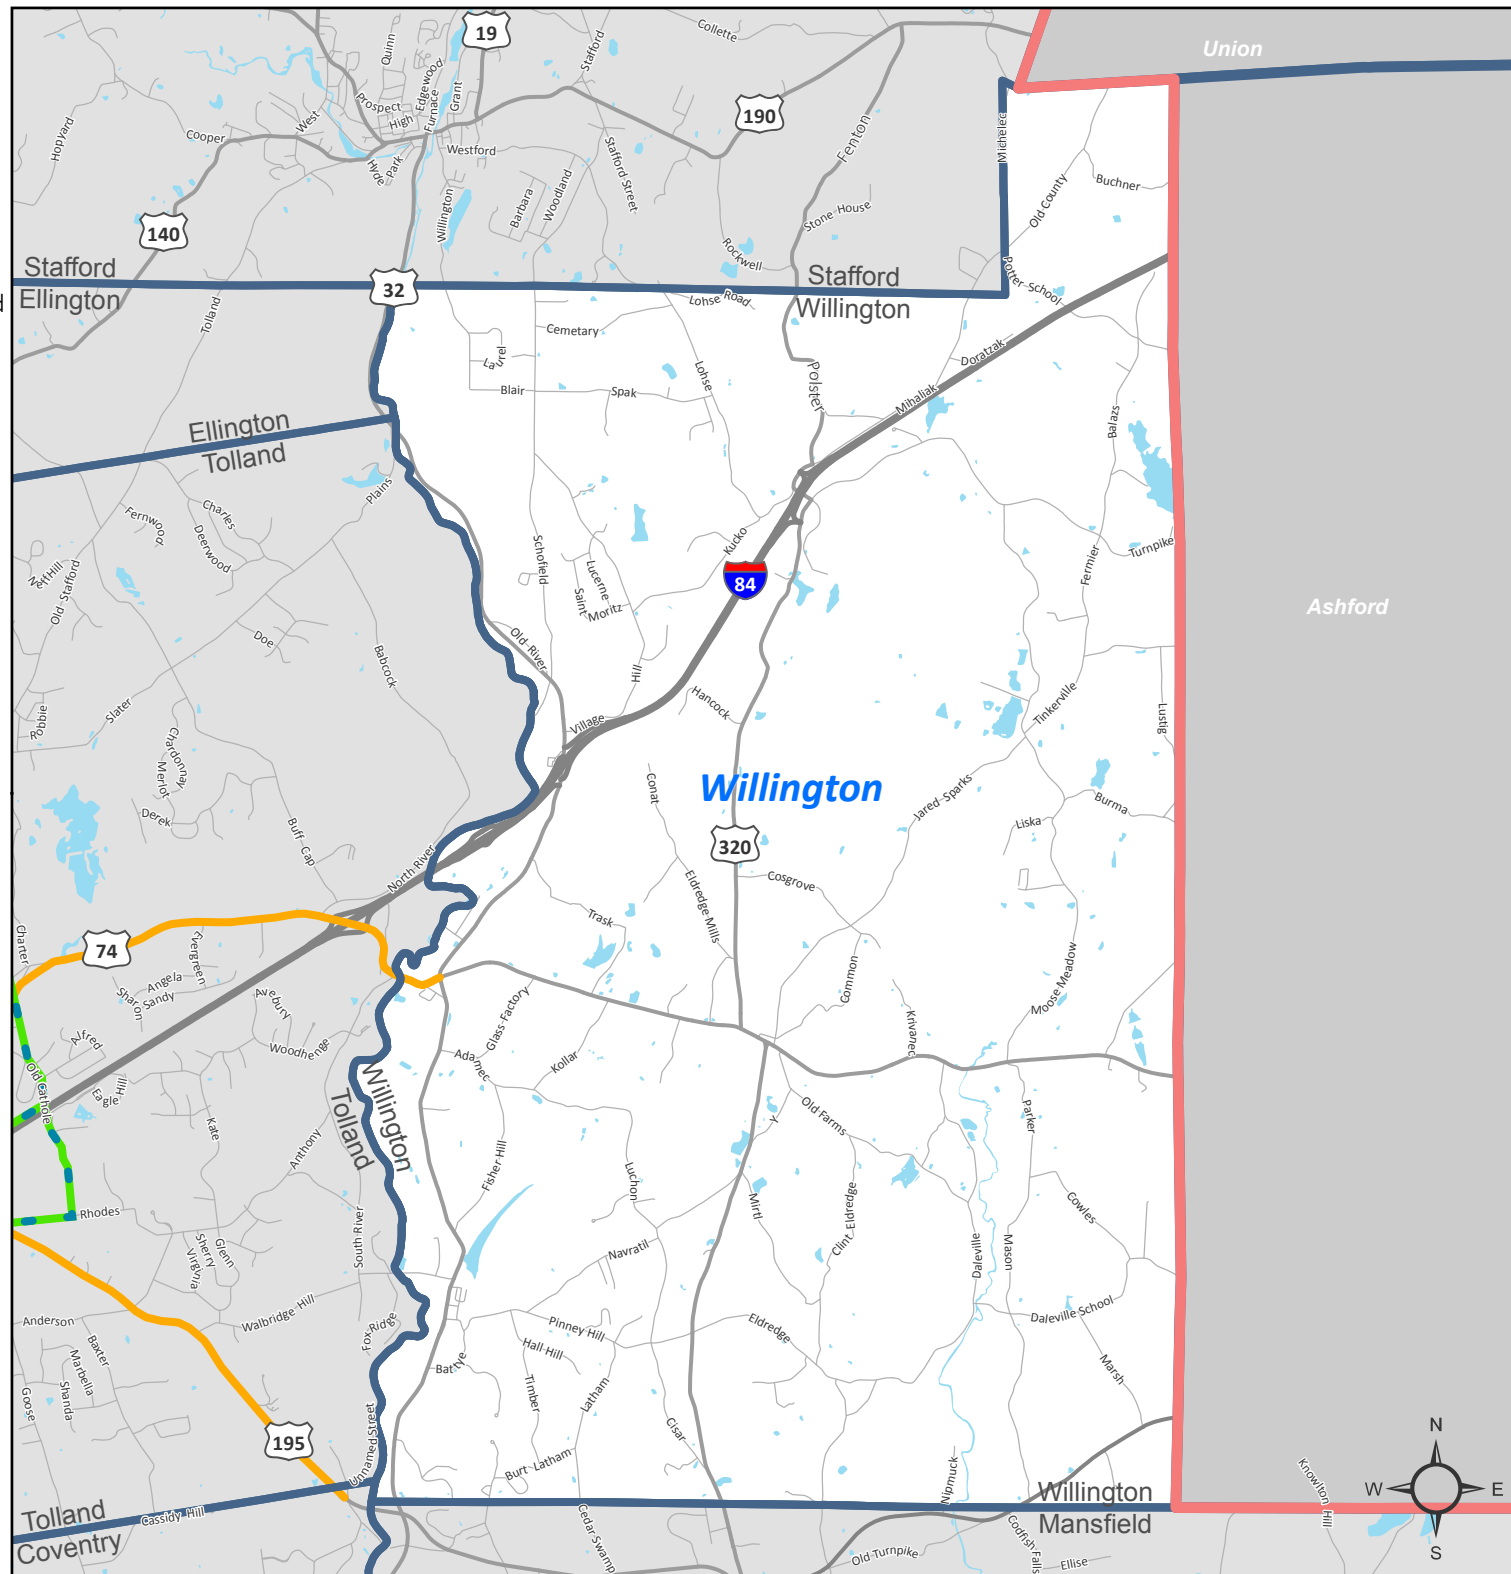 Union
19
Collette
Quinn
Stafford
Edgewood
Furnace
Grant
Prospect
High
West
Cooper
Hopyard
190
Fenton
Michelec
Hyde
Park
Westford
Stafford Street
Woodland
Barbara
Willington
Buchner
Old County
Stone House
140
Rockwell
Stafford
Ellington
32
Stafford
Willington
Potter School
Lohse Road
Tolland
Cemetary
Laurel
Doratzak
Blair
Spak
Lohse
Polster
Mihaliak
Ellington
Tolland
Balazs
Plains
Charles
Fernwood
Deerwood
Kucko
Schofield
Turnpike
Fermier
Neff Hill
Old Stafford
Lucerne
Saint
Moritz
84
Ashford
Doe
Old River
Babcock
Hill
Hancock
Tinkerville
Lustig
Robbie
Slater
Village
Chardonnay
Merlot
Conat
Willington
Jared Sparks
Burma
Derek
Liska
Buff Cap
320
North River
Cosgrove
Eldredge Mills
Trask
Charter
74
Evergreen
Common
Moose Meadow
Angela
Sharon
Sandy
Avebury
Glass Factory
Krivanec
Alfred
Woodhenge
Adamec
Kollar
Old Cathole
Eagle Hill
Willington
Tolland
Old Farms
Parker
Kate
Anthony
Y
Fisher Hill
Luchon
Rhodes
Mirtl
Clint Eldredge
Cowles
South River
Glenn
Sherry
Virginia
Navratil
Daleville
Mason
Anderson
Walbridge Hill
Fox Ridge
Pinney Hill
Eldredge
Daleville School
Baxter
Marbella
Shanda
Goose
Hall Hill
Battye
Timber
Latham
Marsh
195
Unnamed Street
Cisar
Burt Latham
Nipmuck
N
W
E
S
Knowlton Hill
Willington
Mansfield
Tolland
Coventry
Cassidy Hill
Cedar Swamp
Codfish Falls
Old Turnpike
Ellise